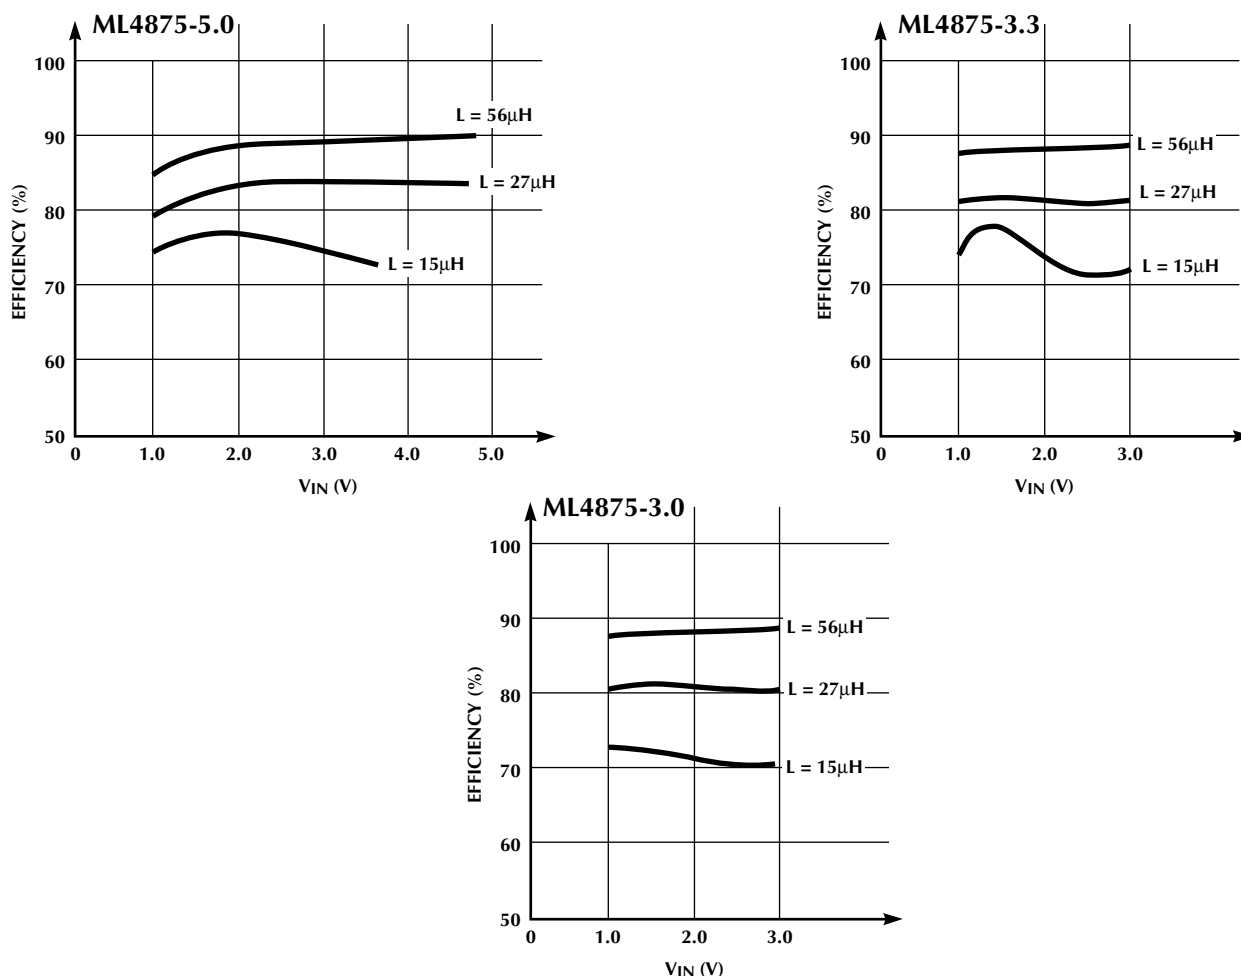 ML4875-5.0
100
90
80
70
60
50
EFFICIENCY (%)
L = 56µH
L = 27µH
L = 15µH
0 1.0 2.0 3.0 4.0 5.0
VIN (V)
ML4875-3.3
100
90
80
70
60
50
EFFICIENCY (%)
L = 56µH
L = 27µH
L = 15µH
0 1.0 2.0 3.0
VIN (V)
ML4875-3.0
100
90
80
70
60
50
EFFICIENCY (%)
L = 56µH
L = 27µH
L = 15µH
0 1.0 2.0 3.0
VIN (V)